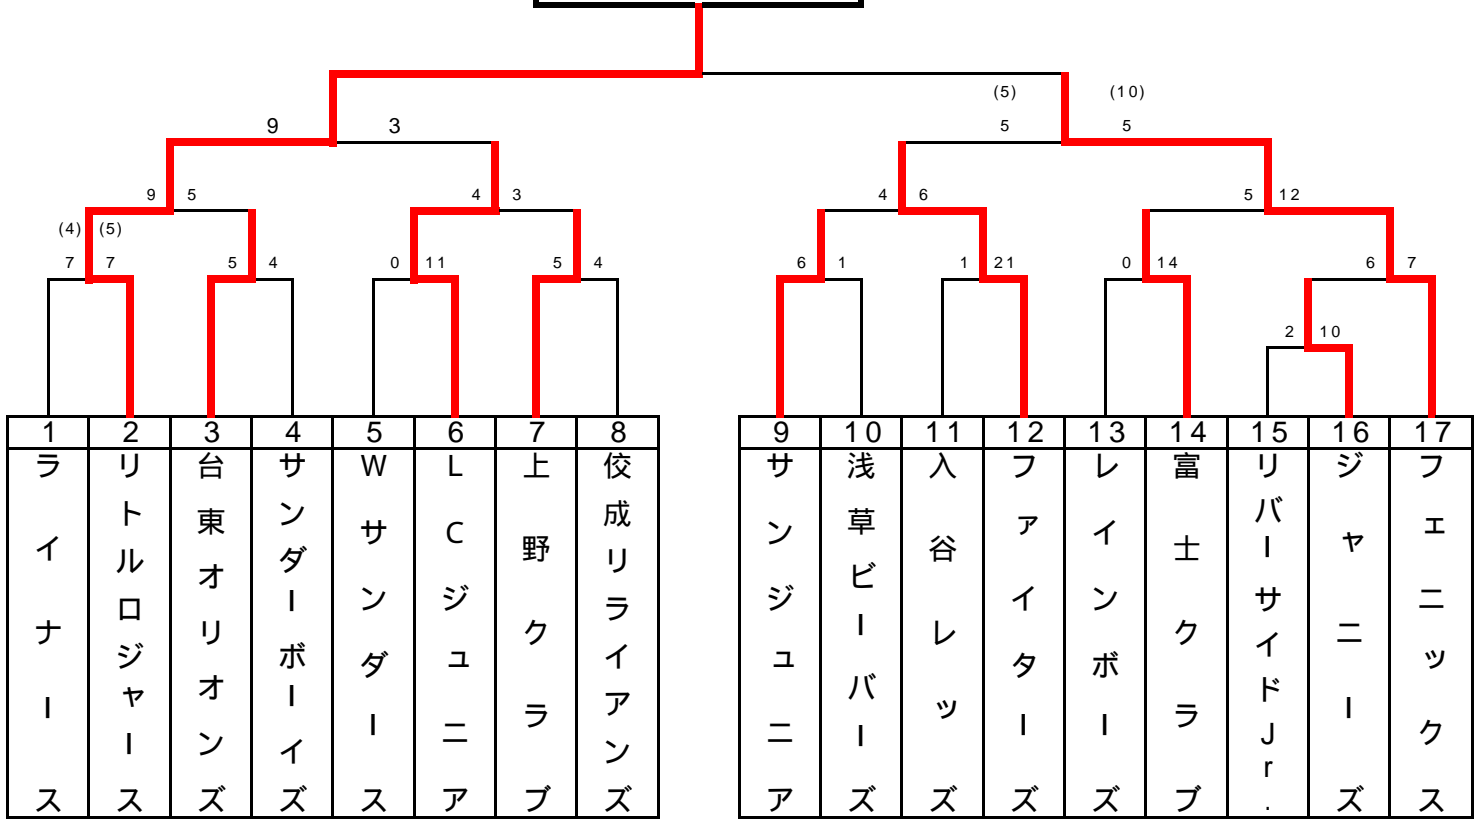 (5) (10)
9 3 5 5
9 5 4 3 4 6 5 12
(4) (5)
7 7 5 4 0 11 5 4 6 1 1 21 0 14 6 7
2 10
1 2 3 4 5 6 7 8 9 10 11 12 13 14 15 16 17
ライナース
リトルロジャース
台東オリオンズ
サンダーボーイズ
Wサンダース
LCジュニア
上野クラブ
佼成リライアンズ
サンジュニア
浅草ビーバーズ
入谷レッズ
ファイターズ
レインボーズ
富士クラブ
リバーサイドJr.
ジャニーズ
フェニックス